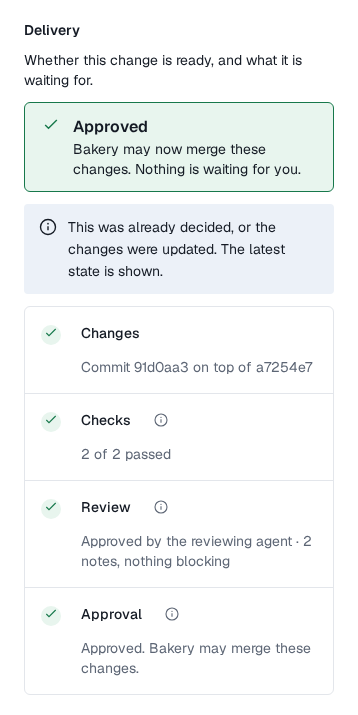 Delivery
Whether this change is ready, and what it is
waiting for.
Approved
Bakery may now merge these
changes. Nothing is waiting for you.
This was already decided, or the
changes were updated. The latest
state is shown.
Changes
Commit 91d0aa3 on top of a7254e7
Checks
2 of 2 passed
Review
Approved by the reviewing agent · 2
notes, nothing blocking
Approval
Approved. Bakery may merge these
changes.